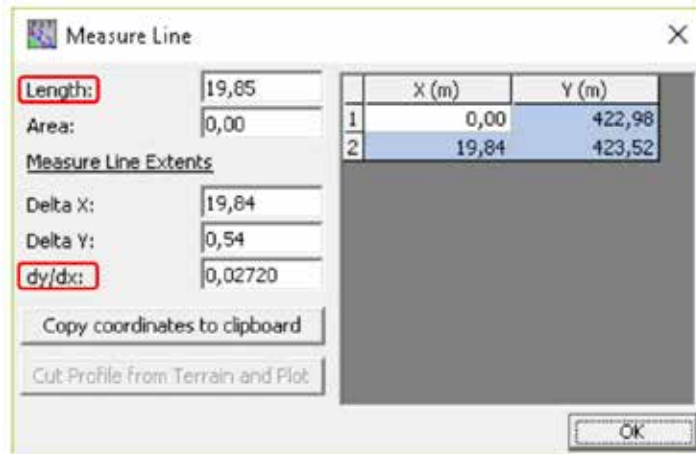 Measure Line
Length: 19,85
Area: 0,00
Measure Line Extents
Delta X: 19,84
Delta Y: 0,54
dy/dx: 0,02720
Copy coordinates to clipboard
Cut Profile from Terrain and Plot
X (m) Y (m)
1 0,00 422,98
2 19,84 423,52
OK